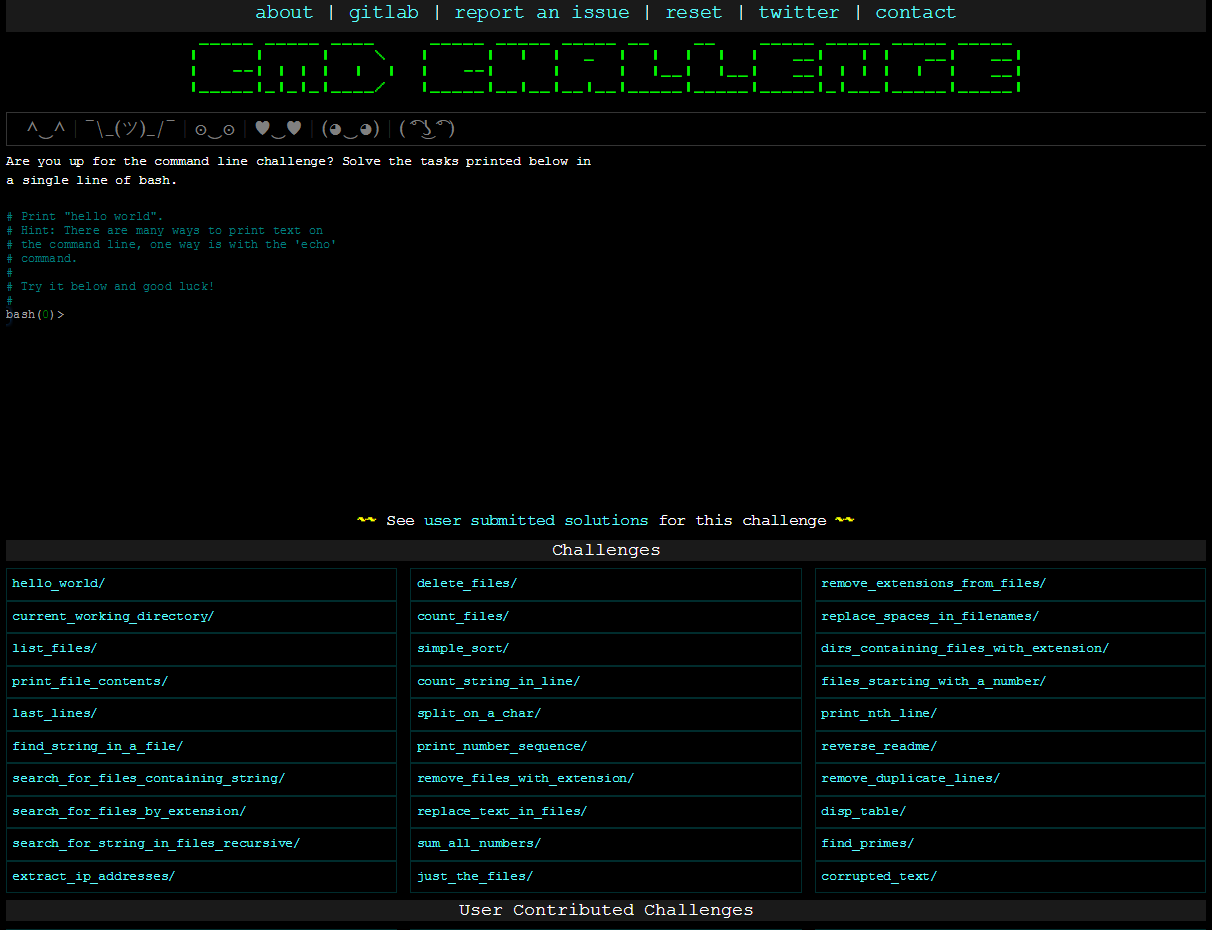 about | gitlab | report an issue | reset | twitter | contact
CMD CHALLENGE
^‿^ | ¯\_(ツ)_/¯ | ⊙‿⊙ | ♥‿♥ | (◕‿◕) | ( ͡° ͜ʖ ͡°)
Are you up for the command line challenge? Solve the tasks printed below in
a single line of bash.
# Print "hello world".
# Hint: There are many ways to print text on
# the command line, one way is with the 'echo'
# command.
#
# Try it below and good luck!
#
bash(0)>
~~ See user submitted solutions for this challenge ~~
Challenges
hello_world/
current_working_directory/
list_files/
print_file_contents/
last_lines/
find_string_in_a_file/
search_for_files_containing_string/
search_for_files_by_extension/
search_for_string_in_files_recursive/
extract_ip_addresses/
delete_files/
count_files/
simple_sort/
count_string_in_line/
split_on_a_char/
print_number_sequence/
remove_files_with_extension/
replace_text_in_files/
sum_all_numbers/
just_the_files/
remove_extensions_from_files/
replace_spaces_in_filenames/
dirs_containing_files_with_extension/
files_starting_with_a_number/
print_nth_line/
reverse_readme/
remove_duplicate_lines/
disp_table/
find_primes/
corrupted_text/
User Contributed Challenges